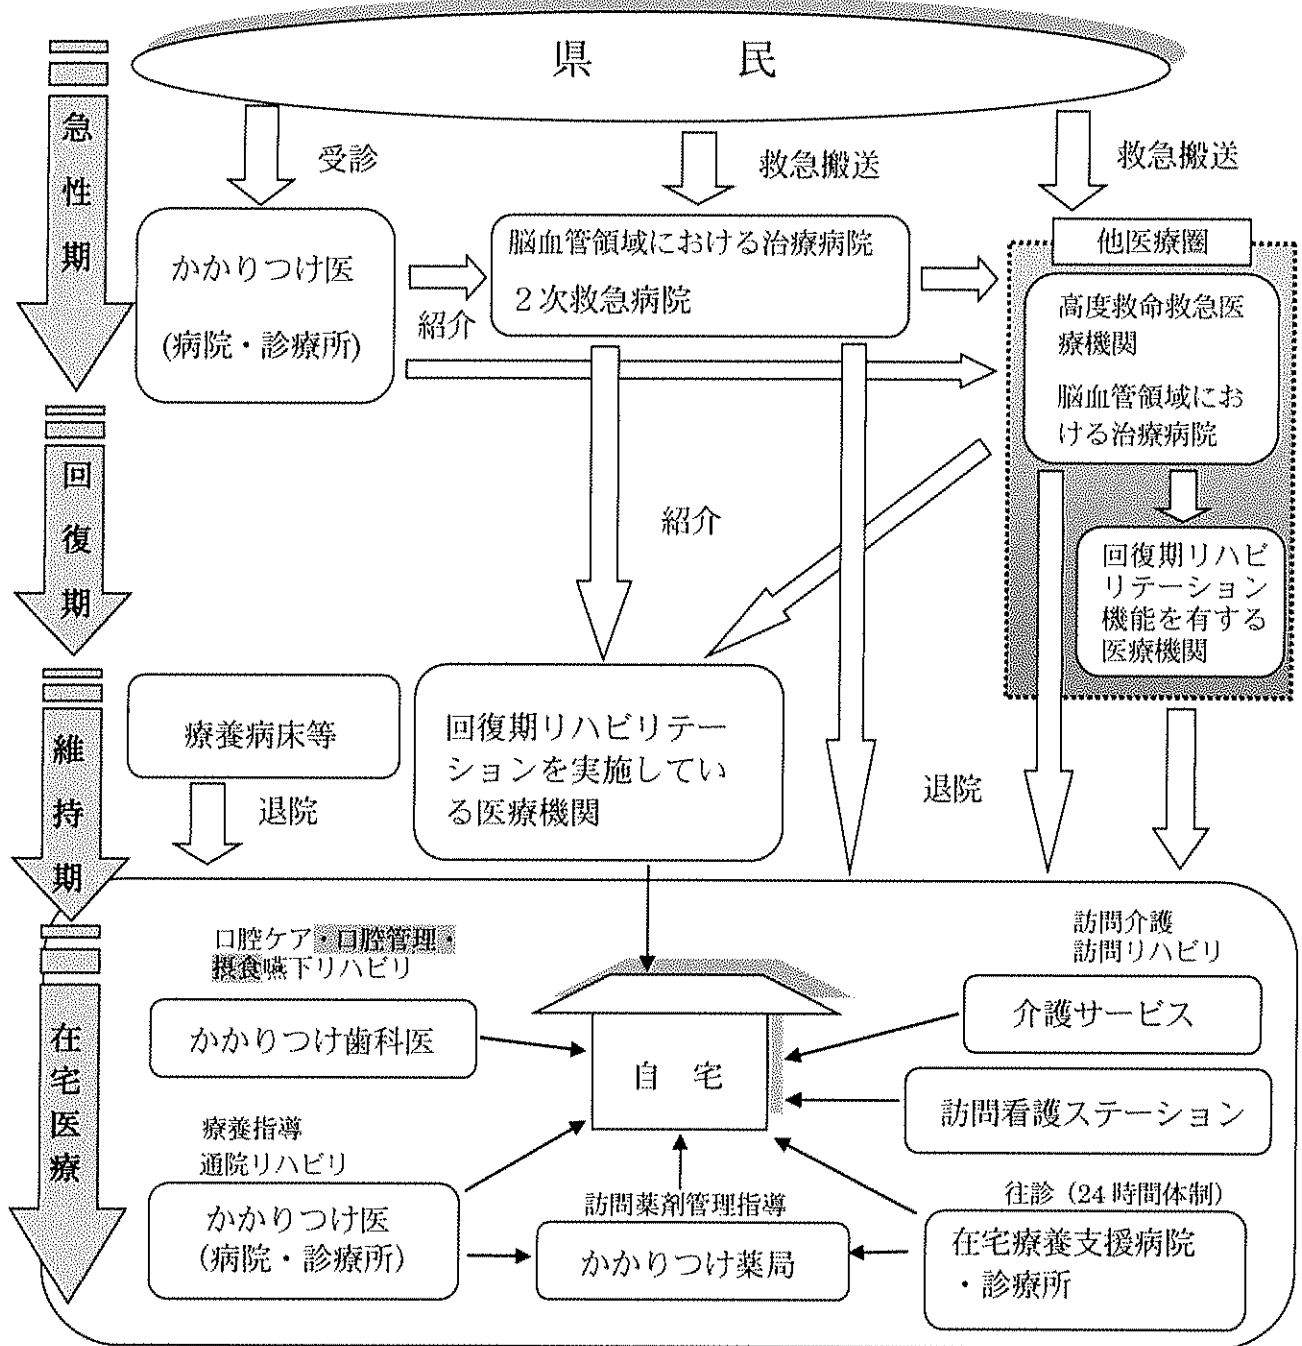 県　民
急性期
受診
救急搬送
救急搬送
かかりつけ医
(病院・診療所)
紹介
脳血管領域における治療病院
２次救急病院
他医療圏
高度救命救急医
療機関
脳血管領域にお
ける治療病院
回復期
紹介
回復期リハビ
リテーション
機能を有する
医療機関
維持期
療養病床等
退院
回復期リハビリテー
ションを実施してい
る医療機関
退院
在宅医療
口腔ケア・口腔管理・
摂食嚥下リハビリ
かかりつけ歯科医
自　宅
訪問介護
訪問リハビリ
介護サービス
訪問看護ステーション
療養指導
通院リハビリ
かかりつけ医
(病院・診療所)
訪問薬剤管理指導
かかりつけ薬局
往診（24時間体制）
在宅療養支援病院
・診療所